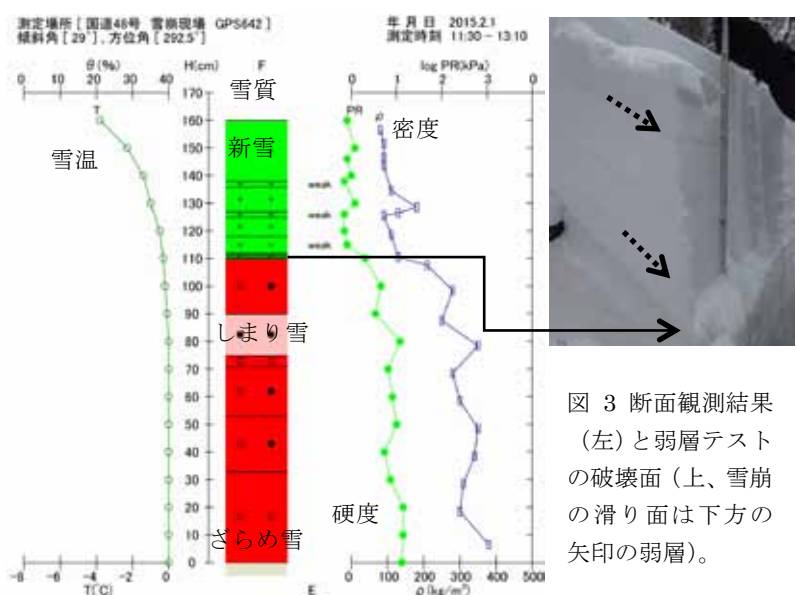 測定場所 [ 国道48号 雪崩現場 GPS642 ]
傾斜角 [ 29° ], 方位角 [ 292.5° ]
年 月 日 2015.2.1
測定時刻 11:30 - 13:10
θ (%) H(cm) F log PR(kPa)
0 20 40 0 1 3 0
170
160
150
140
130
120
110
100
90
80
70
60
50
40
30
20
10
0
雪質
T
雪温
新雪
しまり雪
ざらめ雪
PR
ρ
密度
weak
weak
weak
硬度
-6 -4 -2 0
T(°C)
E
0 100 200 300 400 500
ρ (kg/m³)
図 3 断面観測結果
(左)と弱層テスト
の破壊面(上、雪崩
の滑り面は下方の
矢印の弱層)。